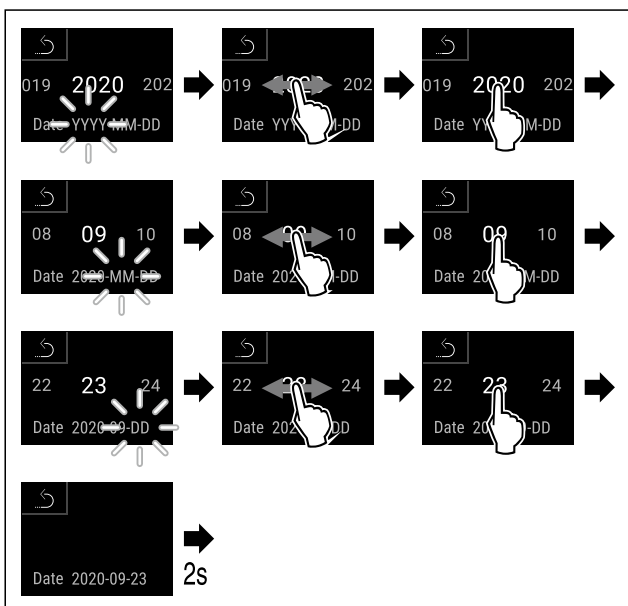 019 2020 202
Date YYYY-MM-DD
019 202
Date YYY -DD
019 2020 202
Date YY M-DD
08 09 10
Date 2020-MM-DD
08 09 10
Date 202 -DD
08 09 10
Date 20 M-DD
22 23 24
Date 2020-09-DD
22 24
Date 202 DD
22 23 24
Date 20 -DD
Date 2020-09-23
2s